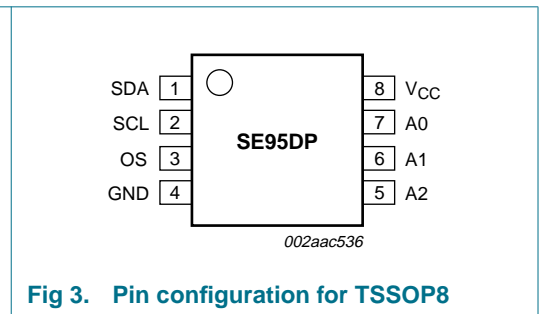 SDA 1 8 VCC
SCL 2 SE95DP 7 A0
OS 3 6 A1
GND 4 5 A2
002aac536
Fig 3. Pin configuration for TSSOP8